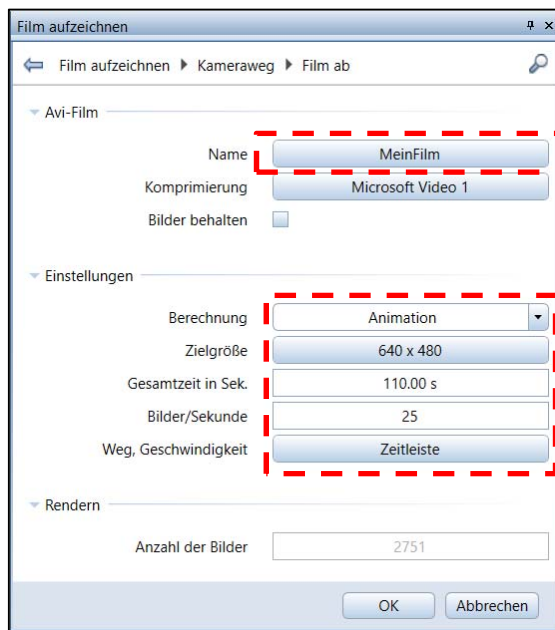 Film aufzeichnen
Film aufzeichnen Kameraweg Film ab
Avi-Film
Name MeinFilm
Komprimierung Microsoft Video 1
Bilder behalten
Einstellungen
Berechnung Animation
Zielgröße 640 x 480
Gesamtzeit in Sek. 110.00 s
Bilder/Sekunde 25
Weg, Geschwindigkeit Zeitleiste
Rendern
Anzahl der Bilder 2751
OK Abbrechen